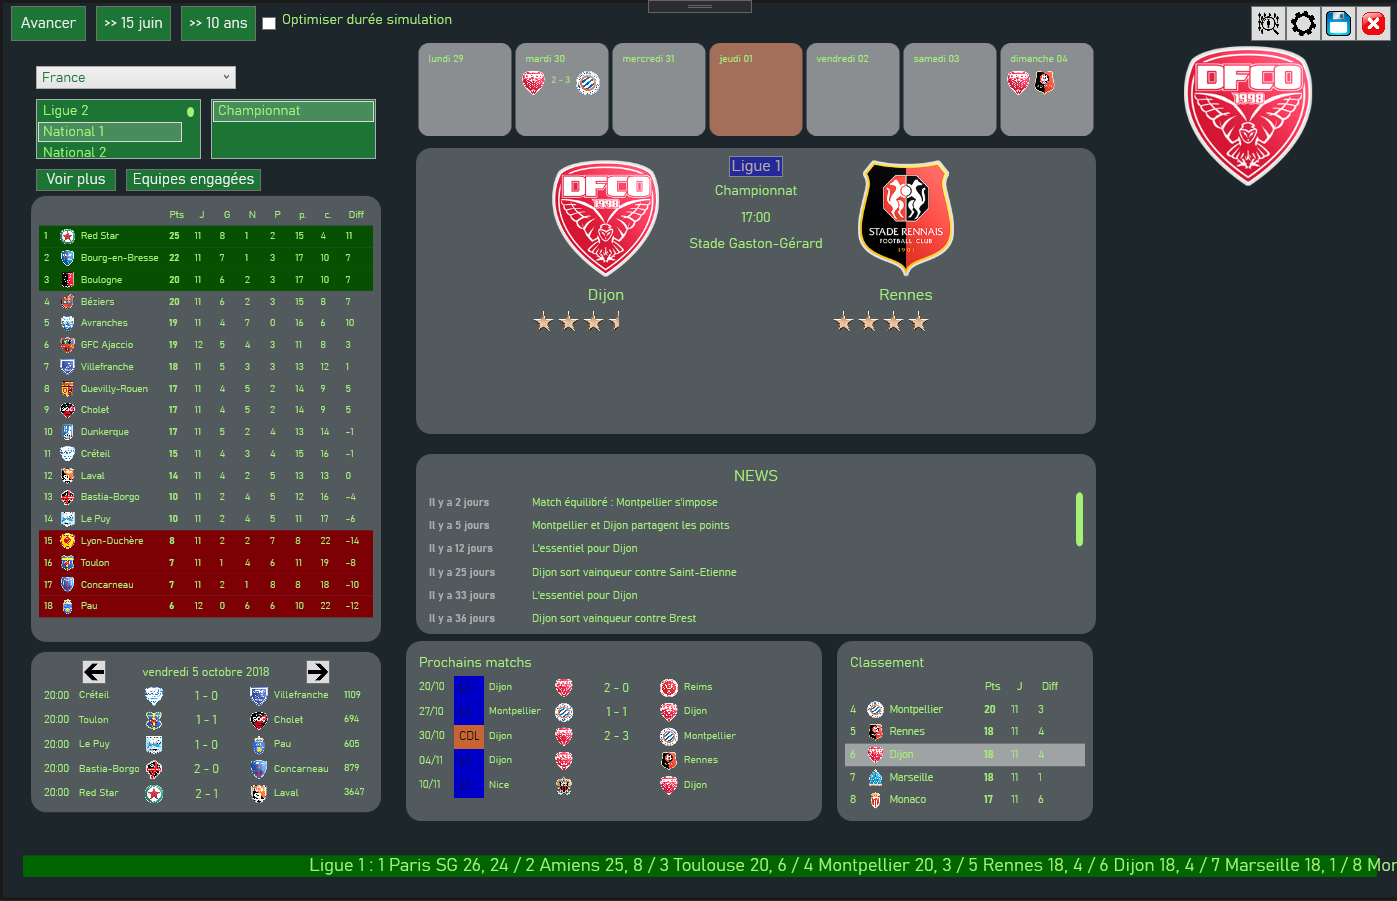 Avancer >> 15 juin >> 10 ans Optimiser durée simulation
France
Ligue 2
National 1
National 2
Championnat
Voir plus Equipes engagées
Pts J G N P p. c. Diff
1 Red Star 25 11 8 1 2 15 4 11
2 Bourg-en-Bresse 22 11 7 1 3 17 10 7
3 Boulogne 20 11 6 2 3 17 10 7
4 Béziers 20 11 6 2 3 15 8 7
5 Avranches 19 11 4 7 0 16 6 10
6 GFC Ajaccio 19 12 5 4 3 11 8 3
7 Villefranche 18 11 5 3 3 13 12 1
8 Quevilly-Rouen 17 11 4 5 2 14 9 5
9 Cholet 17 11 4 5 2 14 9 5
10 Dunkerque 17 11 5 2 4 13 14 -1
11 Créteil 15 11 4 3 4 15 16 -1
12 Laval 14 11 4 2 5 13 13 0
13 Bastia-Borgo 10 11 2 4 5 12 16 -4
14 Le Puy 10 11 2 4 5 11 17 -6
15 Lyon-Duchère 8 11 2 2 7 8 22 -14
16 Toulon 7 11 1 4 6 11 19 -8
17 Concarneau 7 11 2 1 8 8 18 -10
18 Pau 6 12 0 6 6 10 22 -12
vendredi 5 octobre 2018
20:00 Créteil 1 - 0 Villefranche 1109
20:00 Toulon 1 - 1 Cholet 694
20:00 Le Puy 1 - 0 Pau 605
20:00 Bastia-Borgo 2 - 0 Concarneau 879
20:00 Red Star 2 - 1 Laval 3647
lundi 29 mardi 30 mercredi 31 jeudi 01 vendredi 02 samedi 03 dimanche 04
2 - 3
DFCO
1998
DFCO
1998
STADE RENNAIS
FOOTBALL CLUB
1901
Ligue 1
Championnat
17:00
Stade Gaston-Gérard
Dijon Rennes
NEWS
Il y a 2 jours Match équilibré : Montpellier s'impose
Il y a 5 jours Montpellier et Dijon partagent les points
Il y a 12 jours L'essentiel pour Dijon
Il y a 25 jours Dijon sort vainqueur contre Saint-Etienne
Il y a 33 jours L'essentiel pour Dijon
Il y a 36 jours Dijon sort vainqueur contre Brest
Prochains matchs
20/10 L1 Dijon 2 - 0 Reims
27/10 L1 Montpellier 1 - 1 Dijon
30/10 CDL Dijon 2 - 3 Montpellier
04/11 L1 Dijon Rennes
10/11 L1 Nice Dijon
Classement
Pts J Diff
4 Montpellier 20 11 3
5 Rennes 18 11 4
6 Dijon 18 11 4
7 Marseille 18 11 1
8 Monaco 17 11 6
Ligue 1 : 1 Paris SG 26, 24 / 2 Amiens 25, 8 / 3 Toulouse 20, 6 / 4 Montpellier 20, 3 / 5 Rennes 18, 4 / 6 Dijon 18, 4 / 7 Marseille 18, 1 / 8 Mor